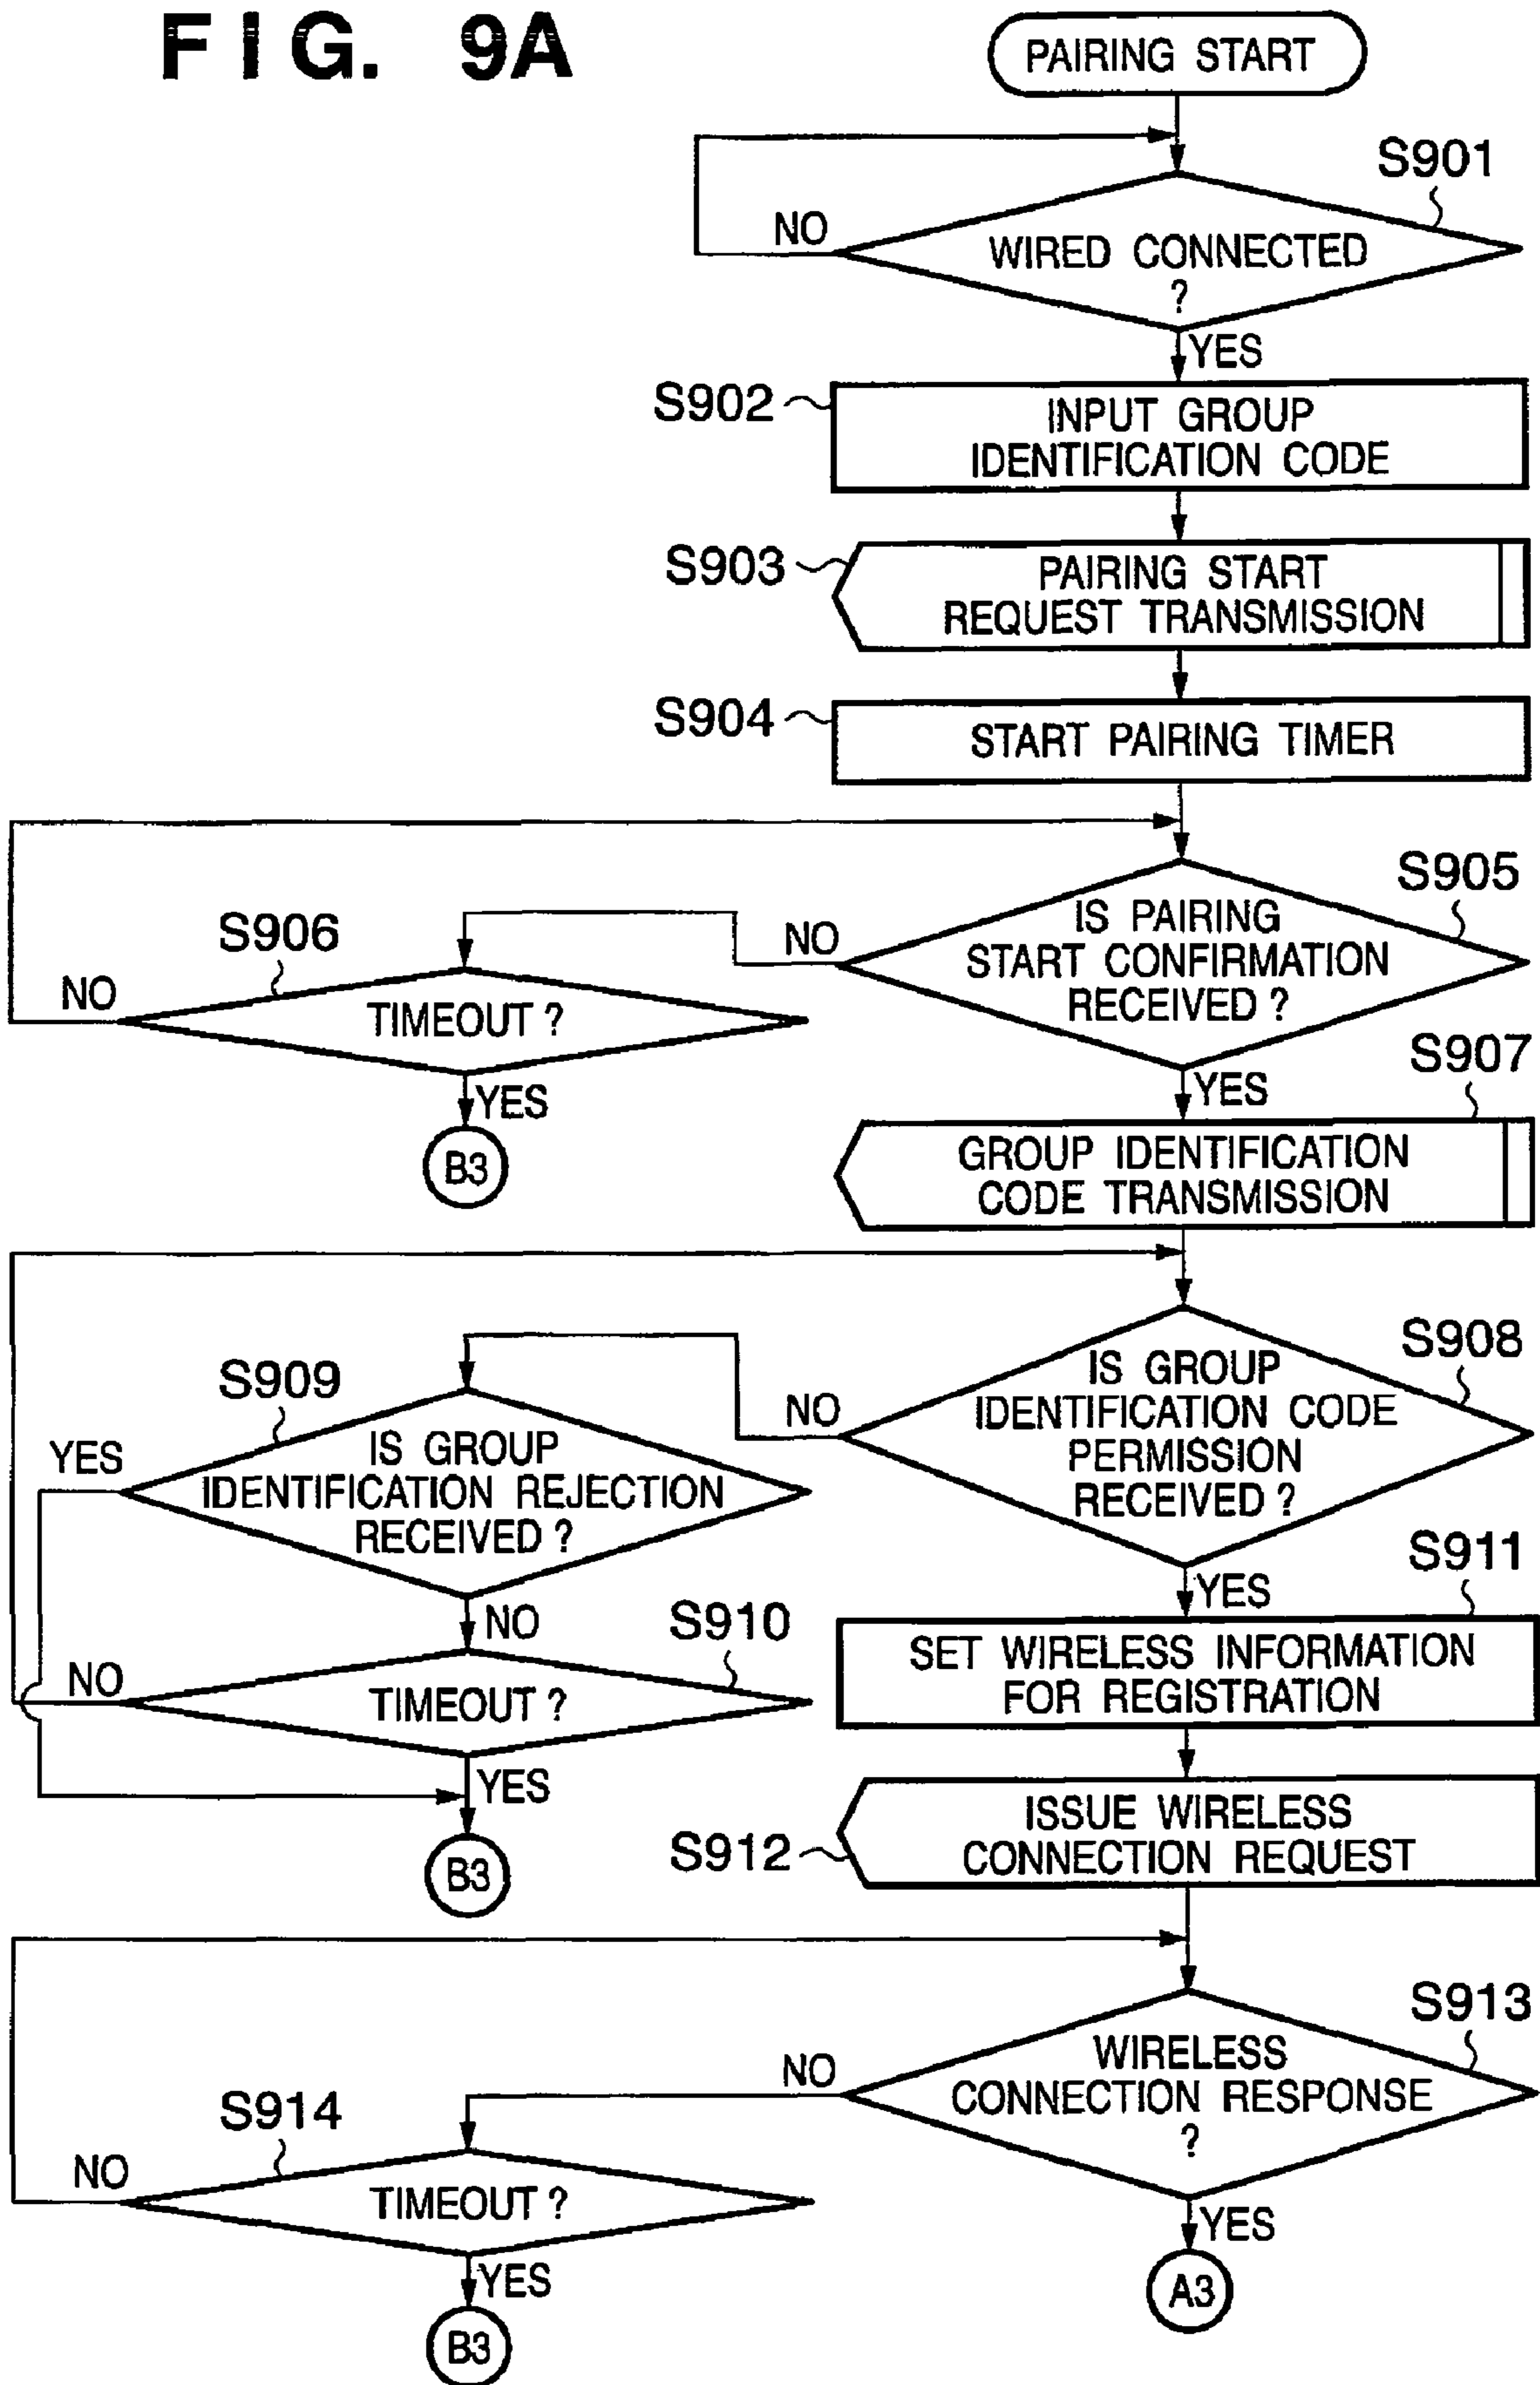 FIG. 9A
PAIRING START
S901
NO
WIRED CONNECTED
?
YES
S902
INPUT GROUP
IDENTIFICATION CODE
S903
PAIRING START
REQUEST TRANSMISSION
S904
START PAIRING TIMER
S905
IS PAIRING
START CONFIRMATION
RECEIVED ?
NO
S906
NO
TIMEOUT ?
YES
B3
YES
S907
GROUP IDENTIFICATION
CODE TRANSMISSION
S908
IS GROUP
IDENTIFICATION CODE
PERMISSION
RECEIVED ?
NO
S909
YES
IS GROUP
IDENTIFICATION REJECTION
RECEIVED ?
NO
S910
NO
TIMEOUT ?
YES
B3
YES
S911
SET WIRELESS INFORMATION
FOR REGISTRATION
S912
ISSUE WIRELESS
CONNECTION REQUEST
S913
WIRELESS
CONNECTION RESPONSE
?
NO
S914
NO
TIMEOUT ?
YES
B3
YES
A3